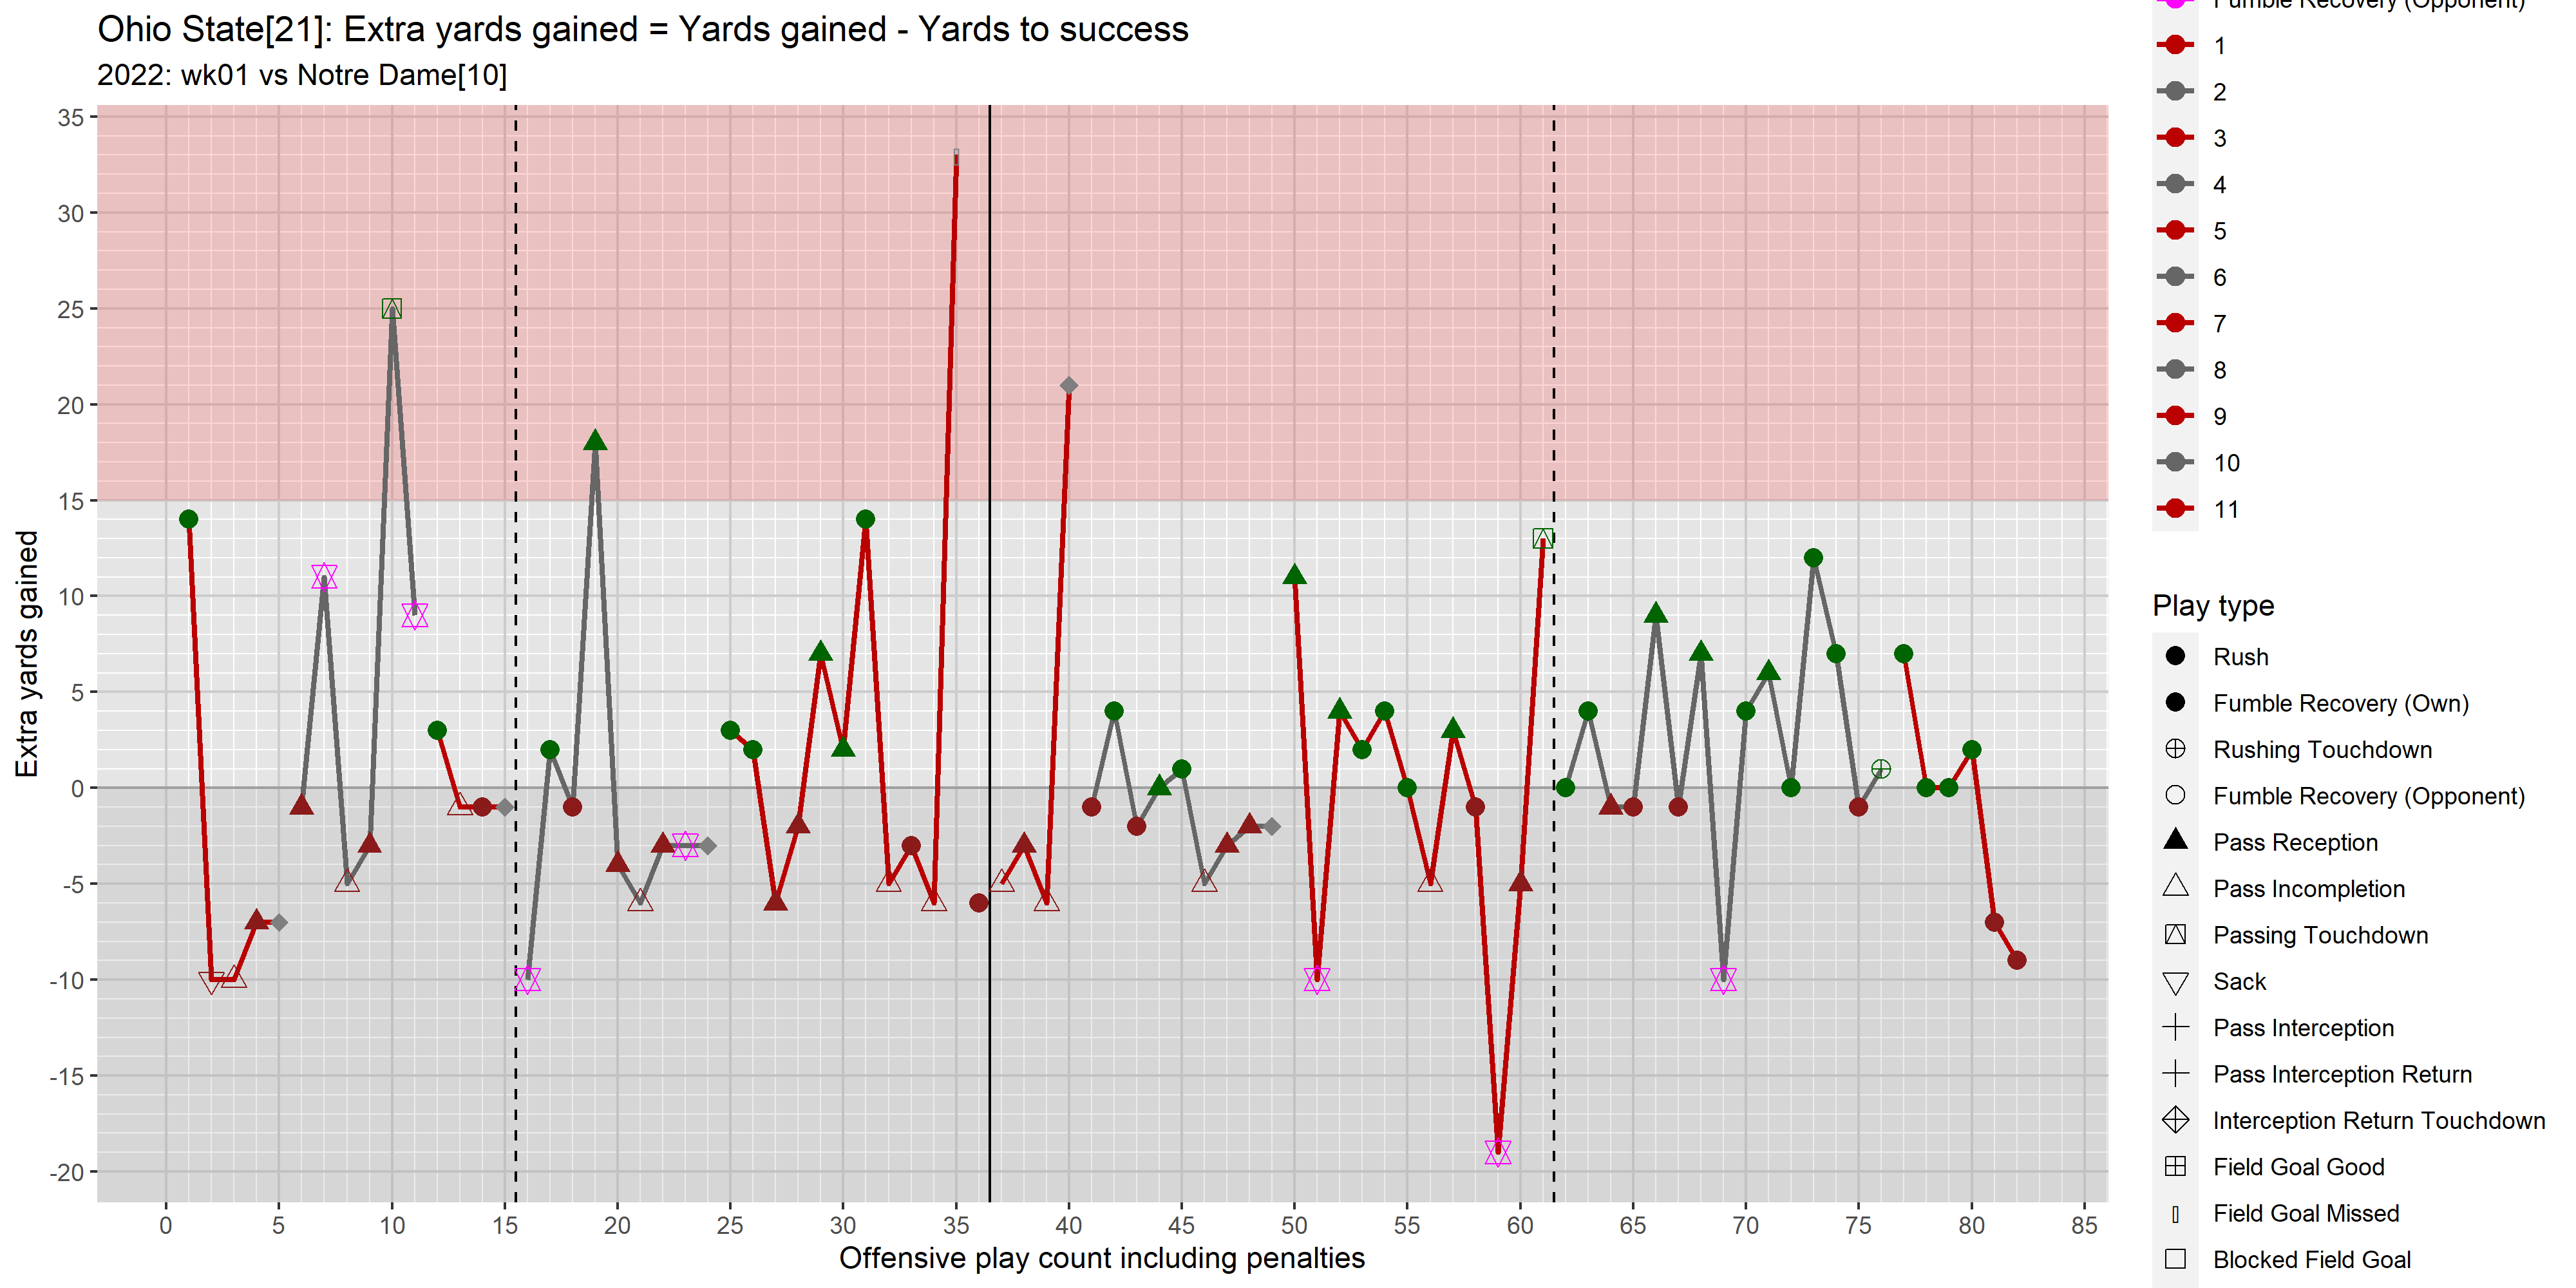 Ohio State[21]: Extra yards gained = Yards gained - Yards to success
2022: wk01 vs Notre Dame[10]
Extra yards gained
35
30
25
20
15
10
5
0
-5
-10
-15
-20
0 5 10 15 20 25 30 35 40 45 50 55 60 65 70 75 80 85
Offensive play count including penalties
Fumble Recovery (Opponent)
1
2
3
4
5
6
7
8
9
10
11
Play type
Rush
Fumble Recovery (Own)
Rushing Touchdown
Fumble Recovery (Opponent)
Pass Reception
Pass Incompletion
Passing Touchdown
Sack
Pass Interception
Pass Interception Return
Interception Return Touchdown
Field Goal Good
Field Goal Missed
Blocked Field Goal